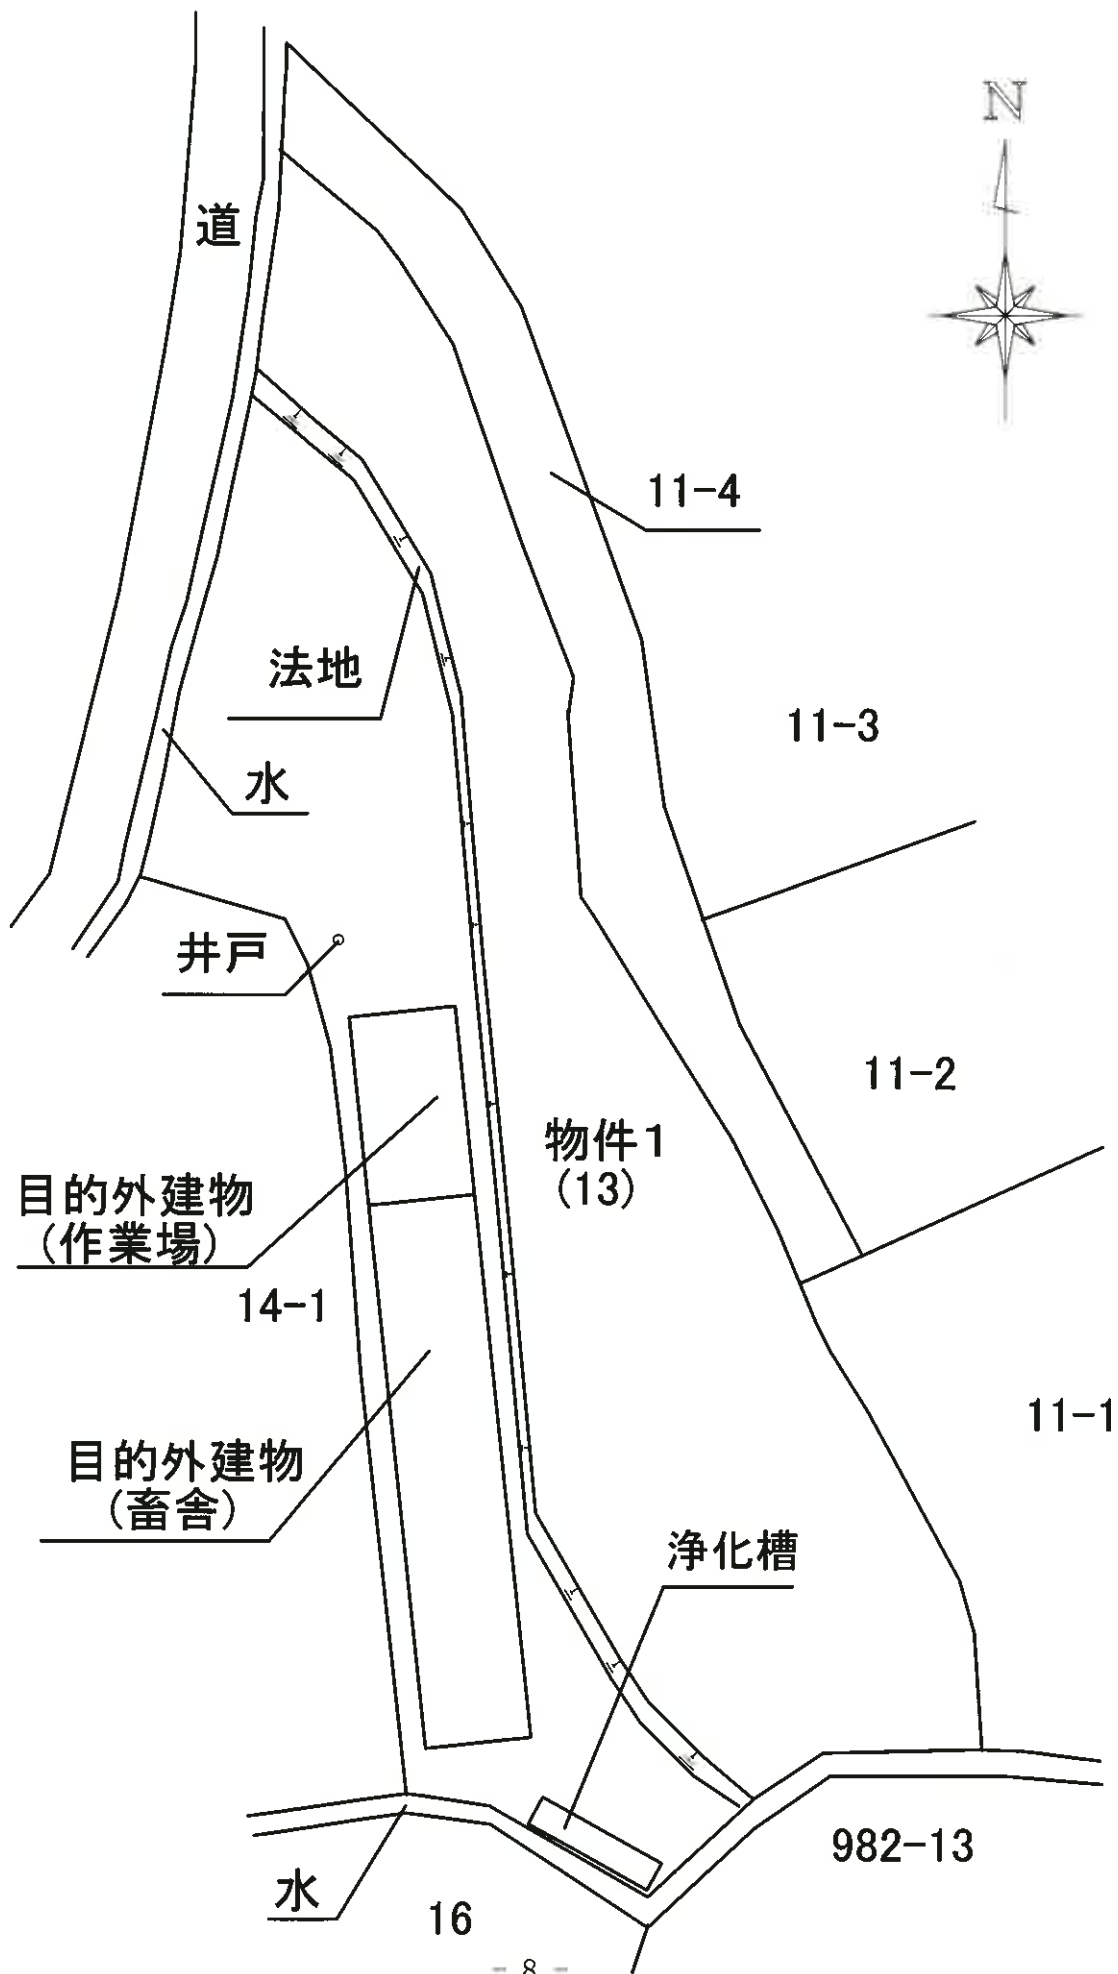 N
道
11-4
法地
11-3
水
井戸
11-2
物件1
(13)
目的外建物
(作業場)
14-1
11-1
目的外建物
(畜舎)
浄化槽
982-13
水
16
- 8 -